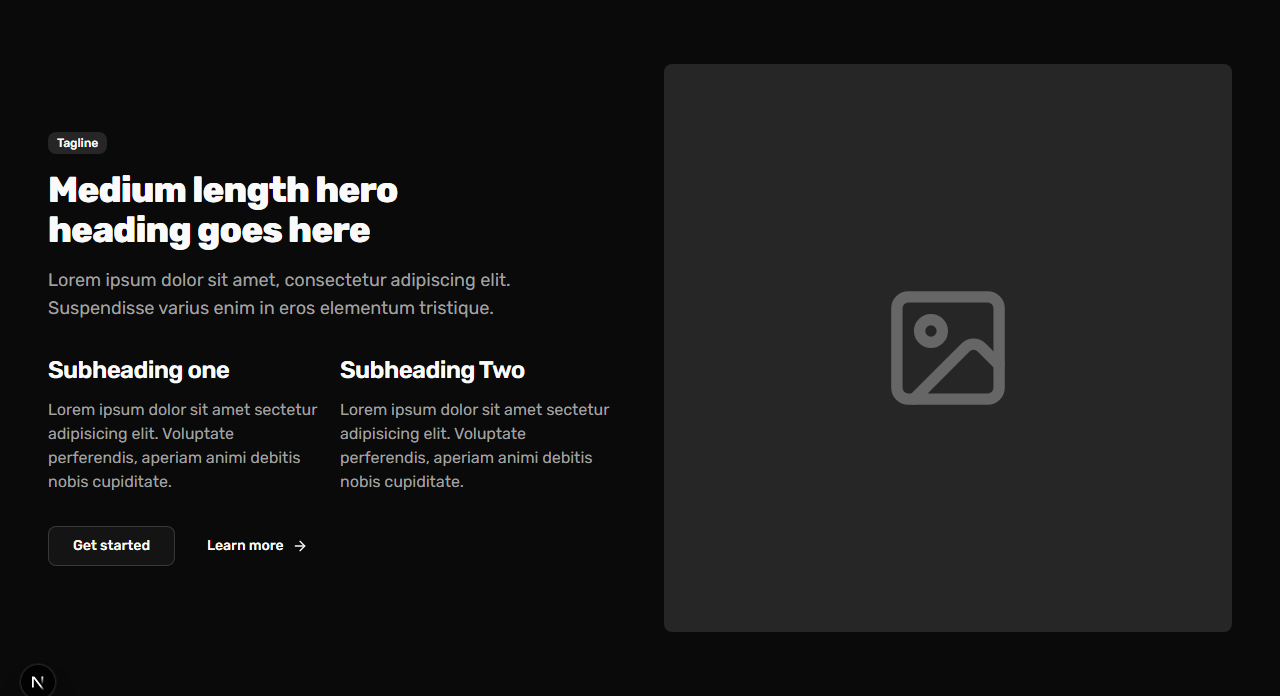 Tagline
Medium length hero
heading goes here
Lorem ipsum dolor sit amet, consectetur adipiscing elit.
Suspendisse varius enim in eros elementum tristique.
Subheading one
Lorem ipsum dolor sit amet sectetur
adipisicing elit. Voluptate
perferendis, aperiam animi debitis
nobis cupiditate.
Subheading Two
Lorem ipsum dolor sit amet sectetur
adipisicing elit. Voluptate
perferendis, aperiam animi debitis
nobis cupiditate.
Get started
Learn more
N